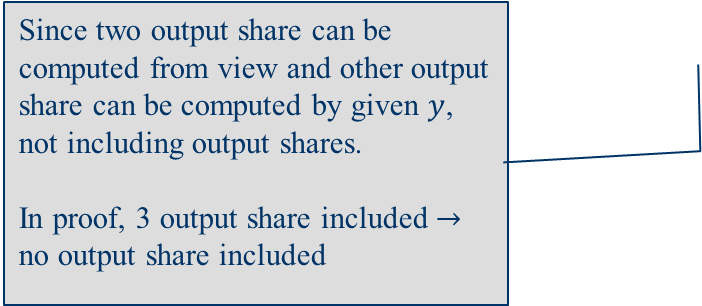 Since two output share can be
computed from view and other output
share can be computed by given y,
not including output shares.
In proof, 3 output share included →
no output share included